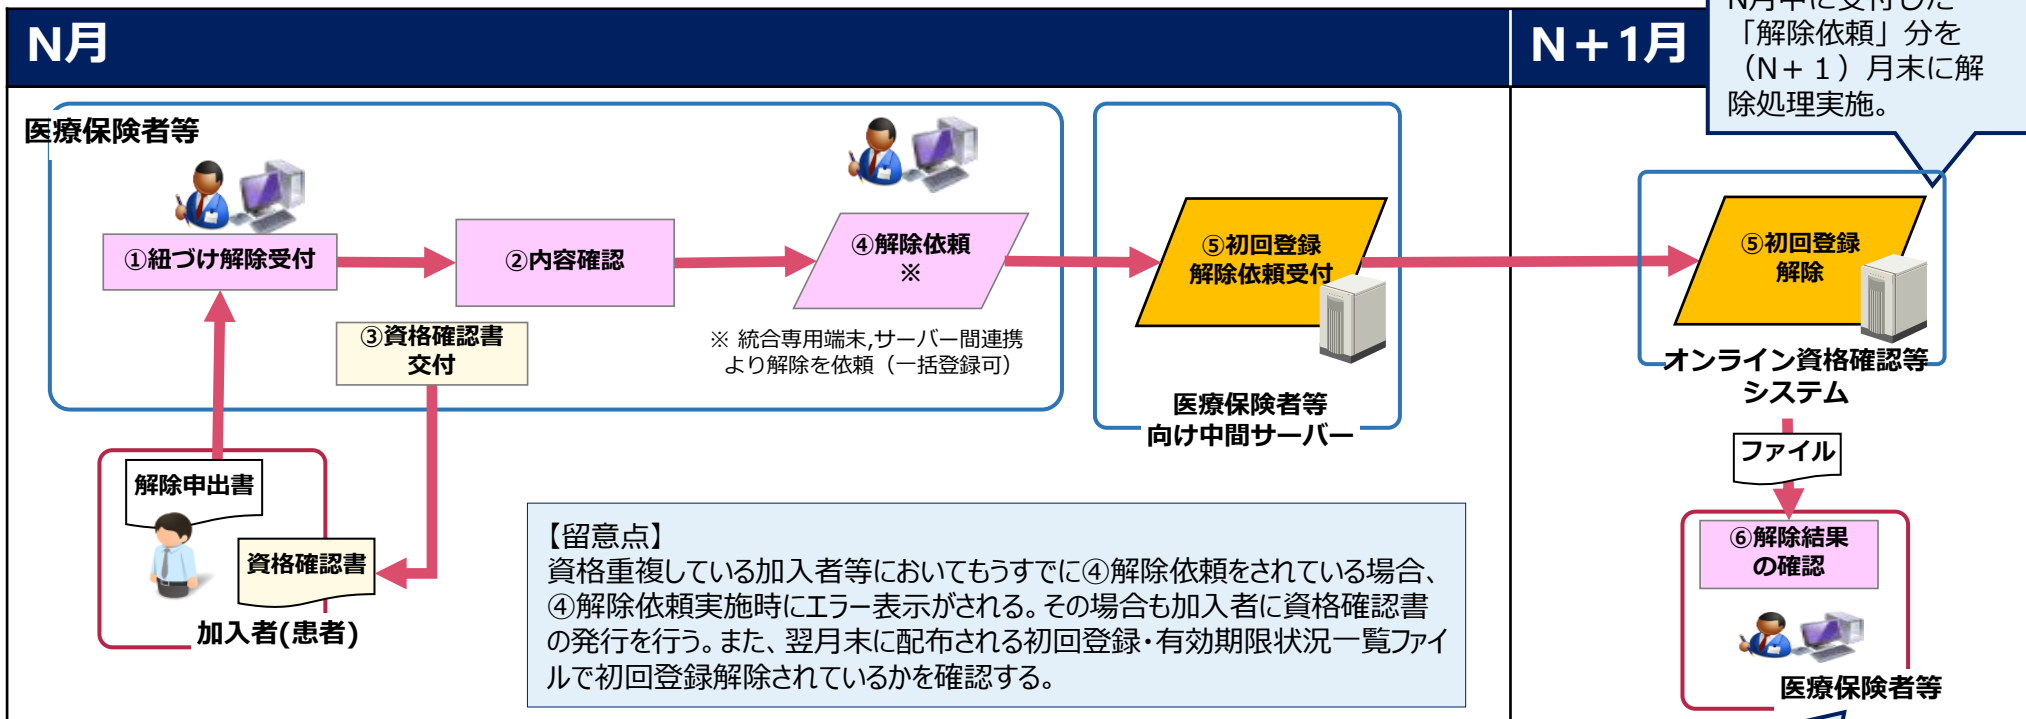 N月
N＋1月
N月中に受付した
「解除依頼」分を
（N＋１）月末に解
除処理実施。
医療保険者等
①紐づけ解除受付
②内容確認
④解除依頼
※
⑤初回登録
解除依頼受付
⑤初回登録
解除
③資格確認書
交付
※ 統合専用端末,サーバー間連携
より解除を依頼（一括登録可）
医療保険者等
向け中間サーバー
オンライン資格確認等
システム
ファイル
解除申出書
資格確認書
加入者(患者)
【留意点】
資格重複している加入者等においてもうすでに④解除依頼をされている場合、
④解除依頼実施時にエラー表示がされる。その場合も加入者に資格確認書
の発行を行う。また、翌月末に配布される初回登録・有効期限状況一覧ファイ
ルで初回登録解除されているかを確認する。
⑥解除結果
の確認
医療保険者等